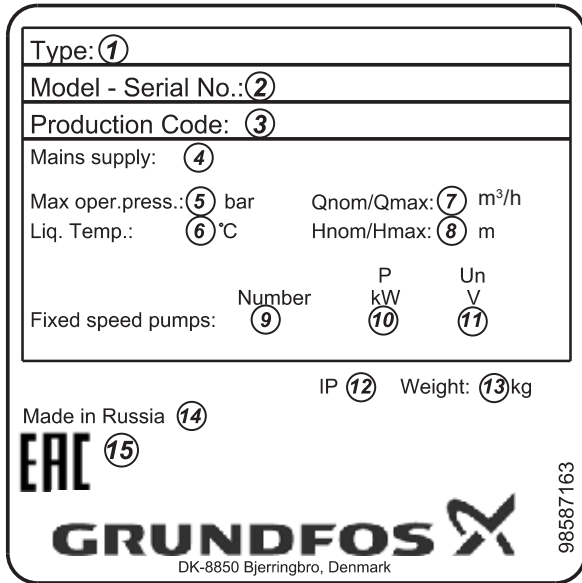 Type: 1
Model - Serial No.: 2
Production Code: 3
Mains supply: 4
Max oper.press.: 5 bar Qnom/Qmax: 7 m³/h
Liq. Temp.: 6 °C Hnom/Hmax: 8 m
P Un
Number kW V
Fixed speed pumps: 9 10 11
IP 12 Weight: 13 kg
Made in Russia 14
EAC 15
98587163
GRUNDFOS
DK-8850 Bjerringbro, Denmark